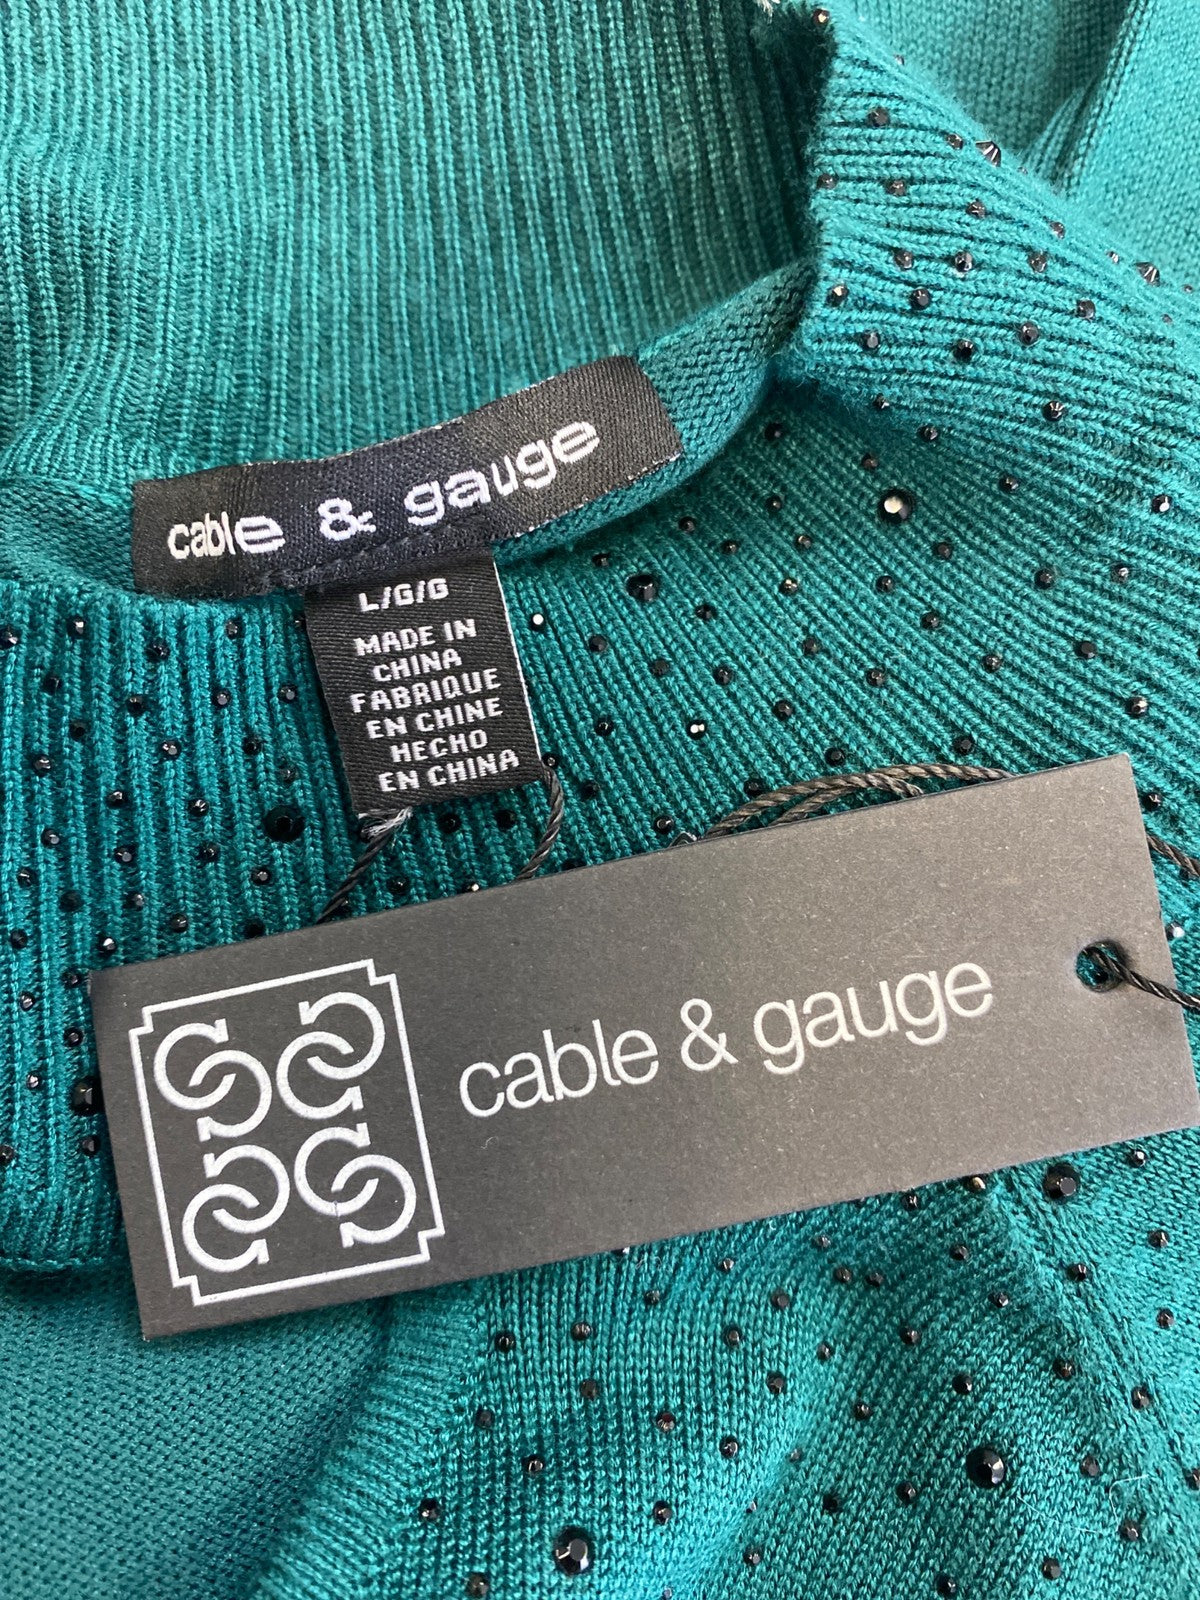 cable & gauge
L/G/G
MADE IN
CHINA
FABRIQUE
EN CHINE
HECHO
EN CHINA
cable & gauge